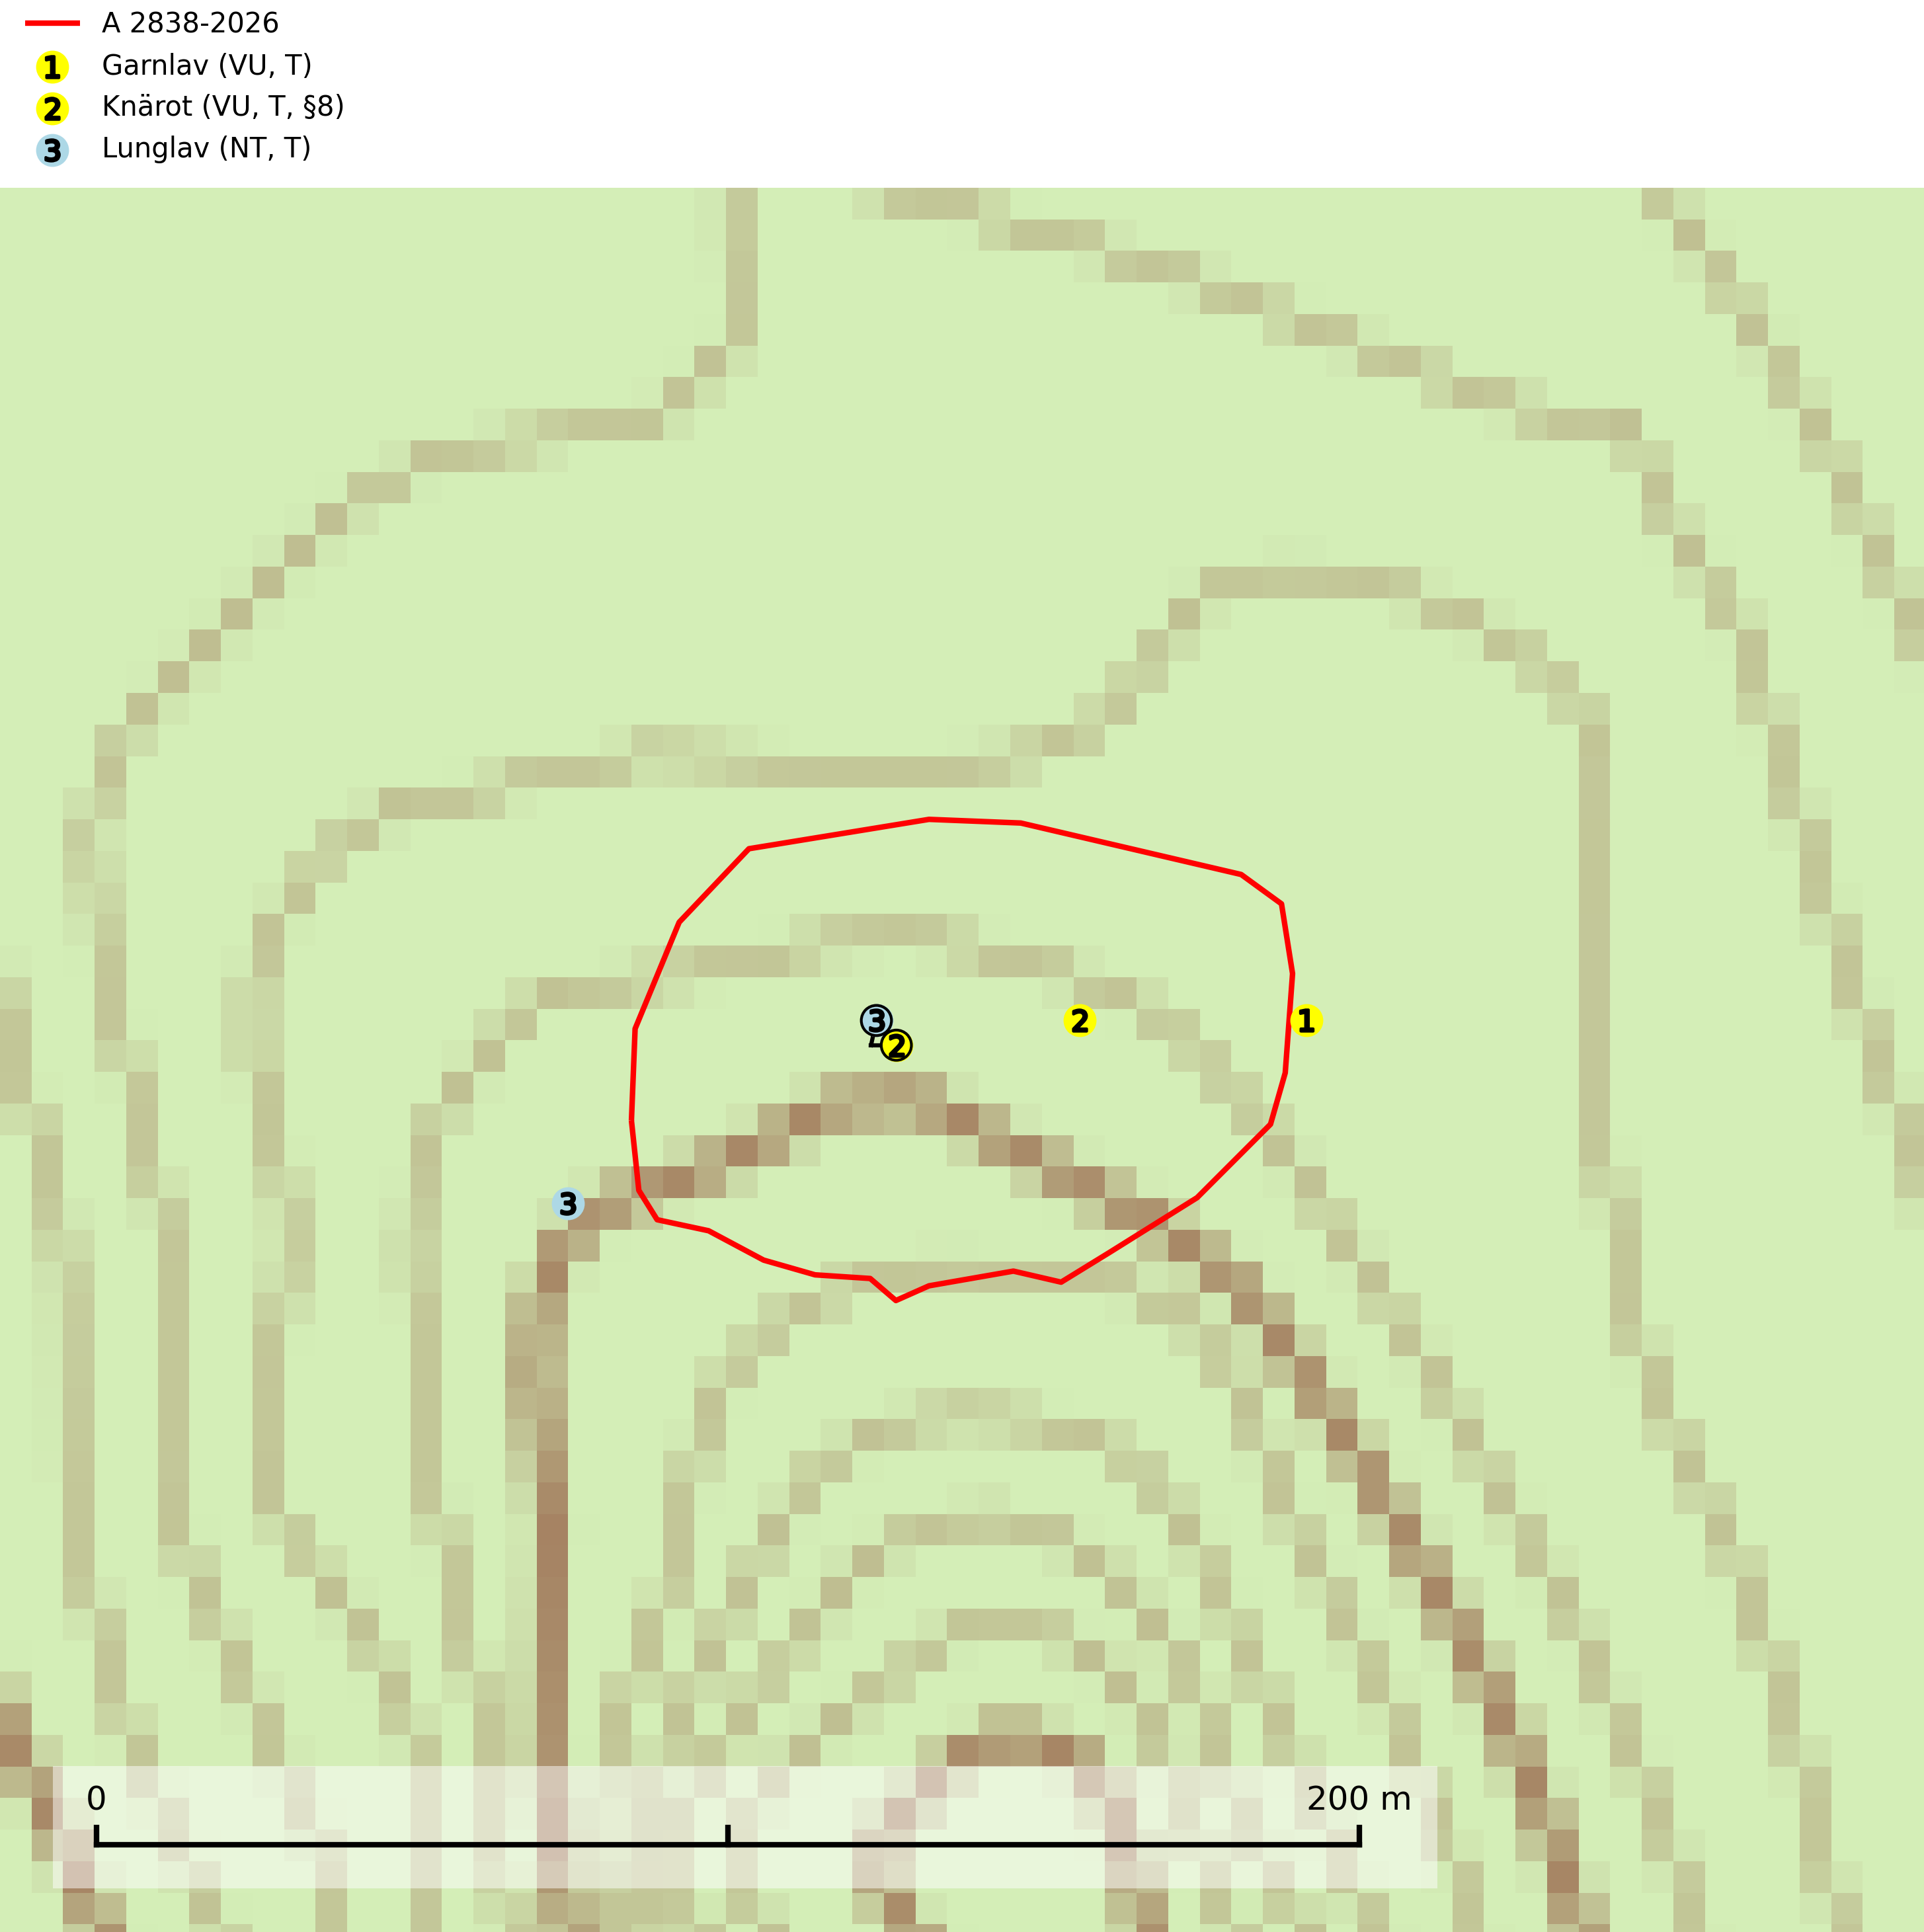 A 2838-2026
1 Garnlav (VU, T)
2 Knärot (VU, T, §8)
3 Lunglav (NT, T)
3 2 1
2
3
0 200 m